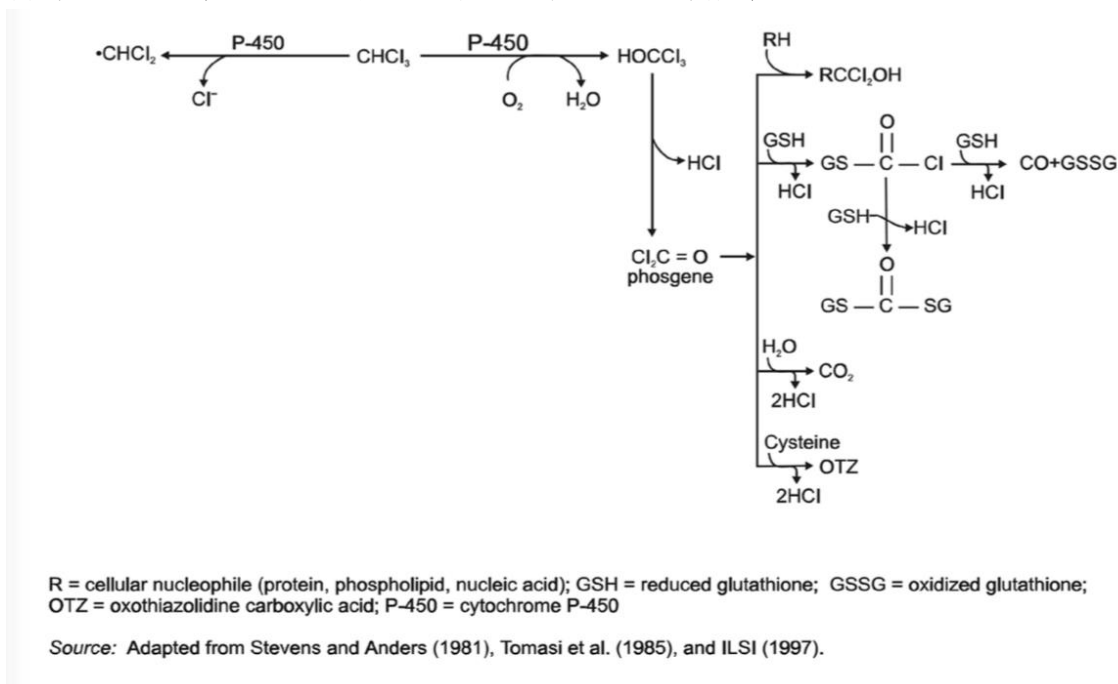 P-450 P-450 RH
•CHCl₂ CHCl₃ HOCCl₃
Cl⁻ O₂ H₂O RCCl₂OH
O
GSH GSH
HCl GS — C — Cl CO+GSSG
HCl HCl
GSH HCl
Cl₂C = O O
phosgene
GS — C — SG
H₂O
CO₂
2HCl
Cysteine
OTZ
2HCl
R = cellular nucleophile (protein, phospholipid, nucleic acid); GSH = reduced glutathione; GSSG = oxidized glutathione;
OTZ = oxothiazolidine carboxylic acid; P-450 = cytochrome P-450
Source: Adapted from Stevens and Anders (1981), Tomasi et al. (1985), and ILSI (1997).